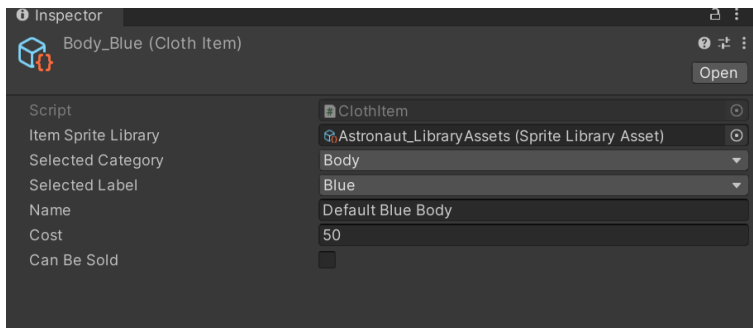 Inspector
Body_Blue (Cloth Item)
Open
Script ClothItem
Item Sprite Library Astronaut_LibraryAssets (Sprite Library Asset)
Selected Category Body
Selected Label Blue
Name Default Blue Body
Cost 50
Can Be Sold